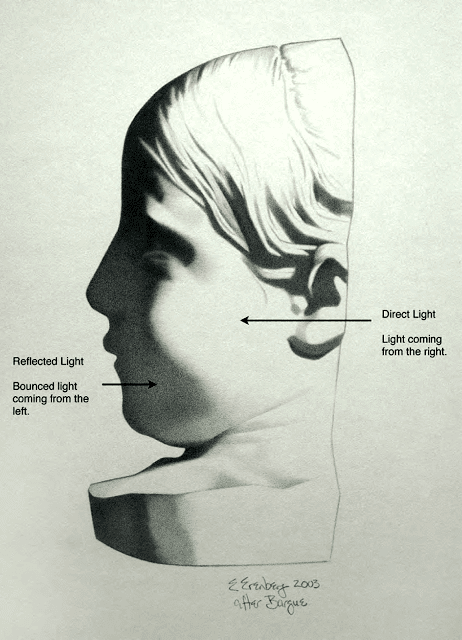 Direct Light
Light coming
from the right.
Reflected Light
Bounced light
coming from the
left.
E Erenberg 2003
After Bargue